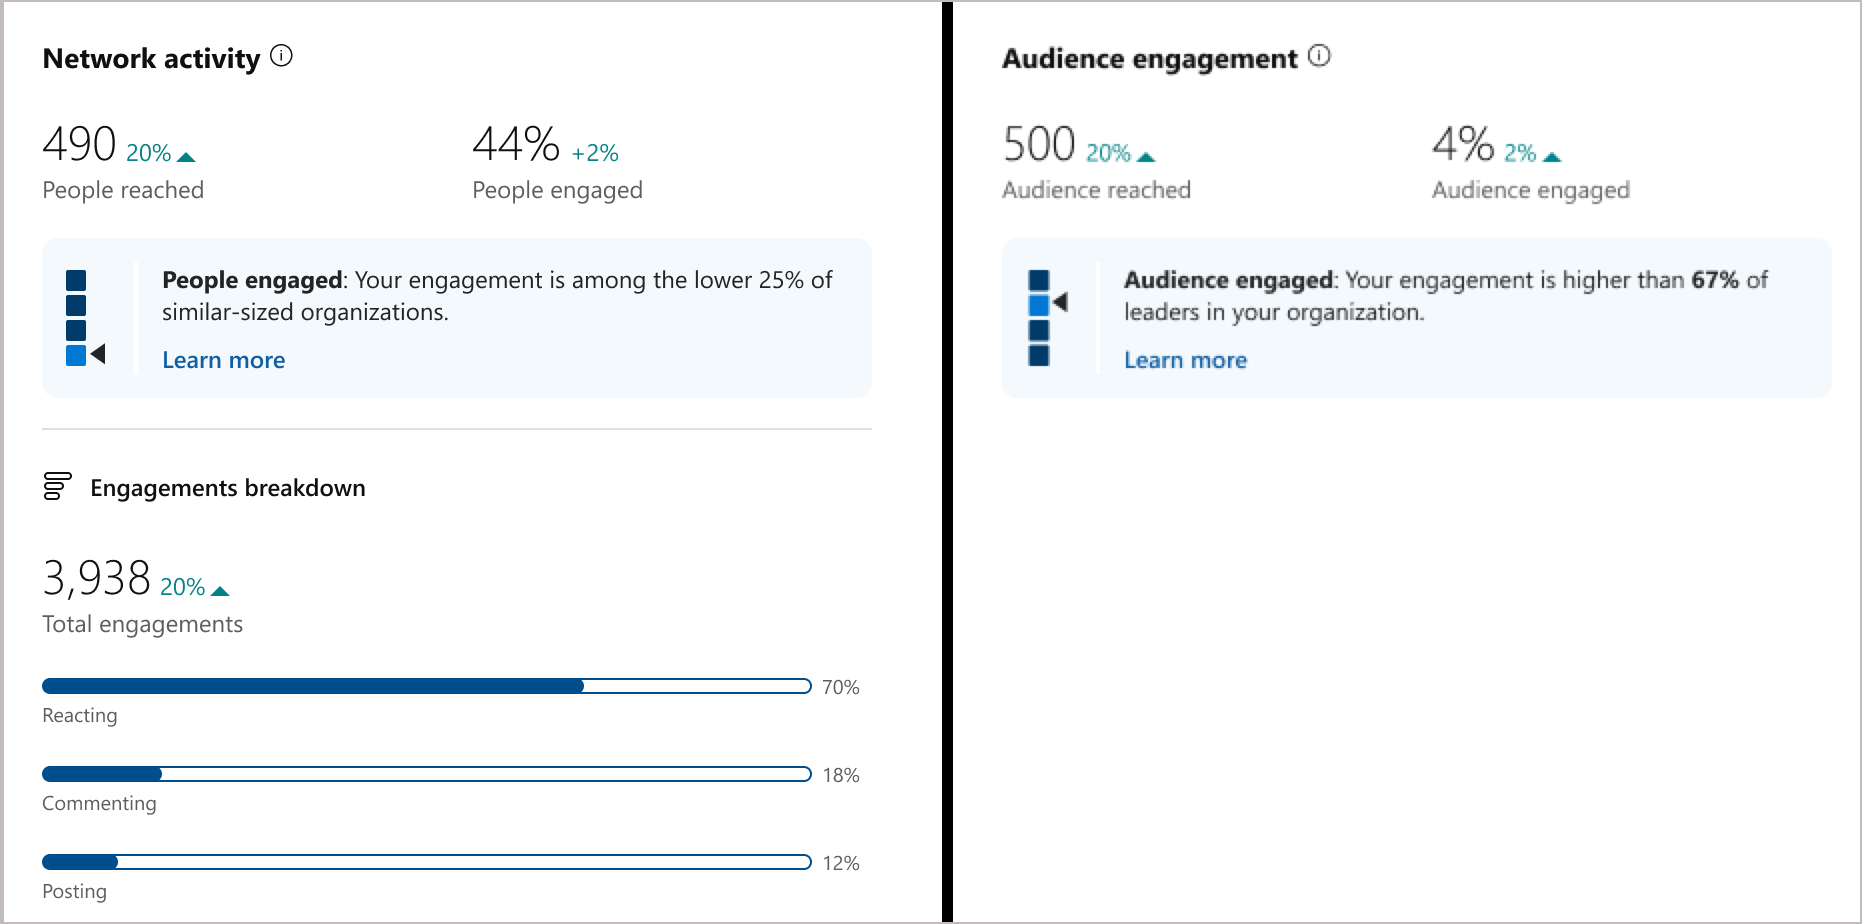 Network activity
490 20%
People reached
44% +2%
People engaged
People engaged: Your engagement is among the lower 25% of
similar-sized organizations.
Learn more
Engagements breakdown
3,938 20%
Total engagements
70%
Reacting
18%
Commenting
12%
Posting
Audience engagement
500 20%
Audience reached
4% 2%
Audience engaged
Audience engaged: Your engagement is higher than 67% of
leaders in your organization.
Learn more